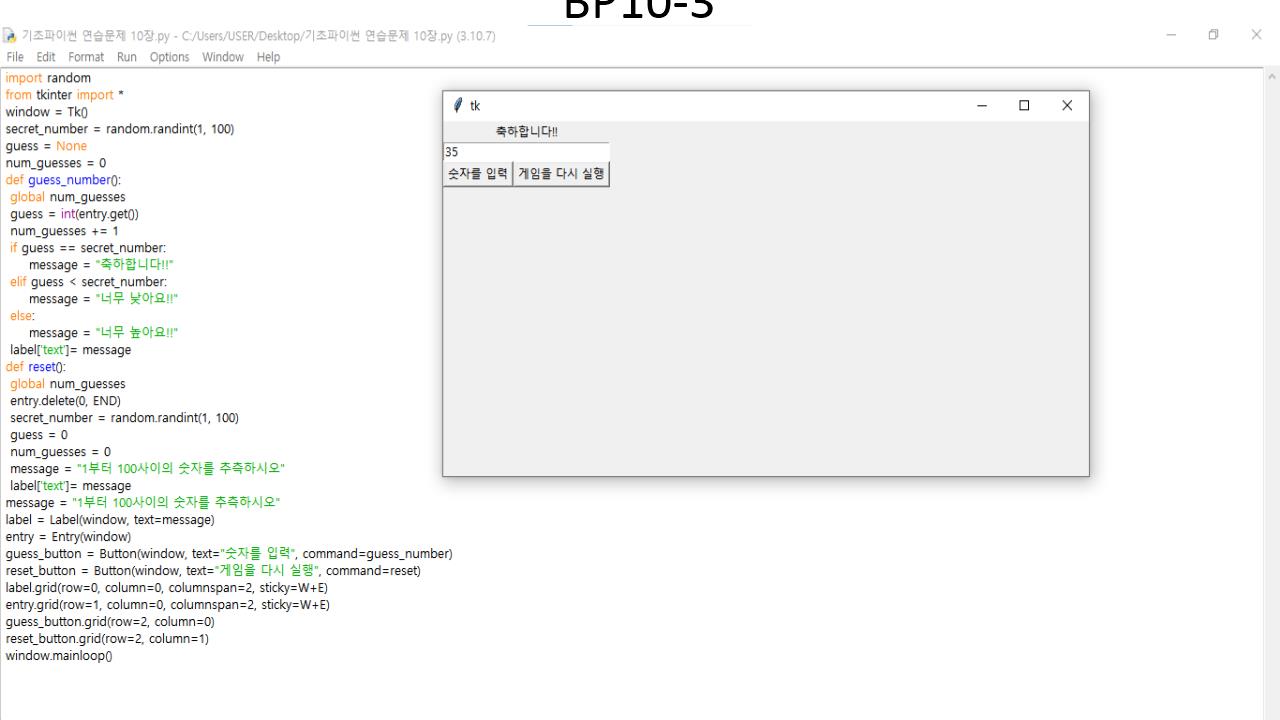 BP10-3
기초파이썬 연습문제 10장.py - C:/Users/USER/Desktop/기초파이썬 연습문제 10장.py (3.10.7)
File Edit Format Run Options Window Help
import random
from tkinter import *
window = Tk()
secret_number = random.randint(1, 100)
guess = None
num_guesses = 0
def guess_number():
 global num_guesses
 guess = int(entry.get())
 num_guesses += 1
 if guess == secret_number:
     message = "축하합니다!!"
 elif guess < secret_number:
     message = "너무 낮아요!!"
 else:
     message = "너무 높아요!!"
 label['text']= message
def reset():
 global num_guesses
 entry.delete(0, END)
 secret_number = random.randint(1, 100)
 guess = 0
 num_guesses = 0
 message = "1부터 100사이의 숫자를 추측하시오"
 label['text']= message
message = "1부터 100사이의 숫자를 추측하시오"
label = Label(window, text=message)
entry = Entry(window)
guess_button = Button(window, text="숫자를 입력", command=guess_number)
reset_button = Button(window, text="게임을 다시 실행", command=reset)
label.grid(row=0, column=0, columnspan=2, sticky=W+E)
entry.grid(row=1, column=0, columnspan=2, sticky=W+E)
guess_button.grid(row=2, column=0)
reset_button.grid(row=2, column=1)
window.mainloop()
tk
축하합니다!!
35
숫자를 입력 게임을 다시 실행